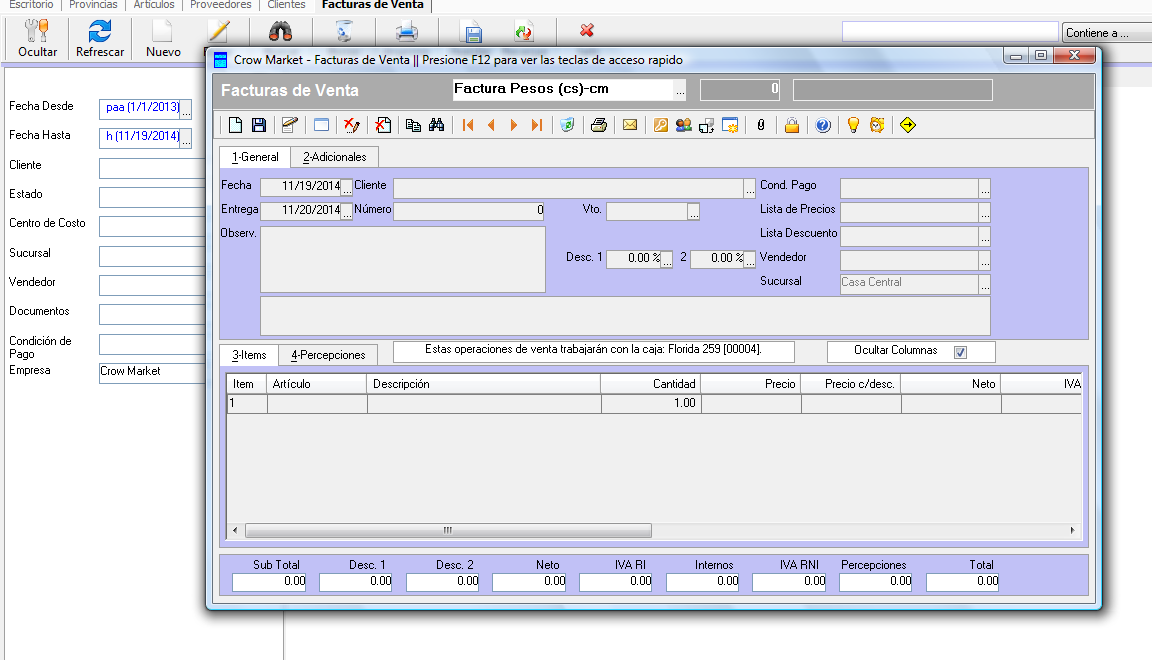 Escritorio Provincias Artículos Proveedores Clientes Facturas de Venta
Ocultar Refrescar Nuevo
Contiene a ...
Fecha Desde paa (1/1/2013) ...
Fecha Hasta h (11/19/2014) ...
Cliente
Estado
Centro de Costo
Sucursal
Vendedor
Documentos
Condición de
Pago
Empresa Crow Market
Crow Market - Facturas de Venta || Presione F12 para ver las teclas de acceso rapido
Facturas de Venta Factura Pesos (cs)-cm ... 0
1-General 2-Adicionales
Fecha 11/19/2014 ... Cliente ... Cond. Pago ...
Entrega 11/20/2014 ... Número 0 Vto. ... Lista de Precios ...
Observ. Lista Descuento ...
Desc. 1 0.00 % ... 2 0.00 % ... Vendedor ...
Sucursal Casa Central ...
3-Items 4-Percepciones Estas operaciones de venta trabajarán con la caja: Florida 259 [00004]. Ocultar Columnas
Item Artículo Descripción Cantidad Precio Precio c/desc. Neto IVA
1 1.00
Sub Total Desc. 1 Desc. 2 Neto IVA RI Internos IVA RNI Percepciones Total
0.00 0.00 0.00 0.00 0.00 0.00 0.00 0.00 0.00